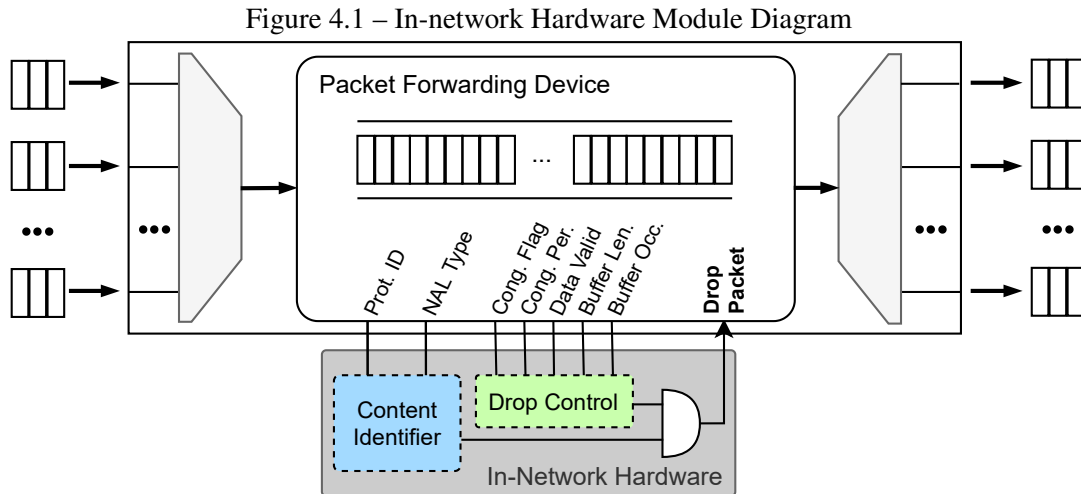 Figure 4.1 – In-network Hardware Module Diagram
Packet Forwarding Device
...
•••
•••
•••
•••
Prot. ID
NAL Type
Cong. Flag
Cong. Per.
Data Valid
Buffer Len.
Buffer Occ.
Drop
Packet
Content
Identifier
Drop Control
In-Network Hardware